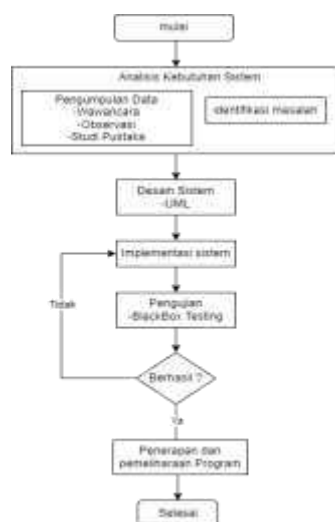 mulai
Analisis Kebutuhan Sistem
Pengumpulan Data
-Wawancara
-Observasi
-Studi Pustaka
identifikasi masalah
Desain Sistem
-UML
Implementasi sistem
Tidak
Pengujian
-BlackBox Testing
Berhasil ?
Ya
Penerapan dan
pemeliharaan Program
Selesai